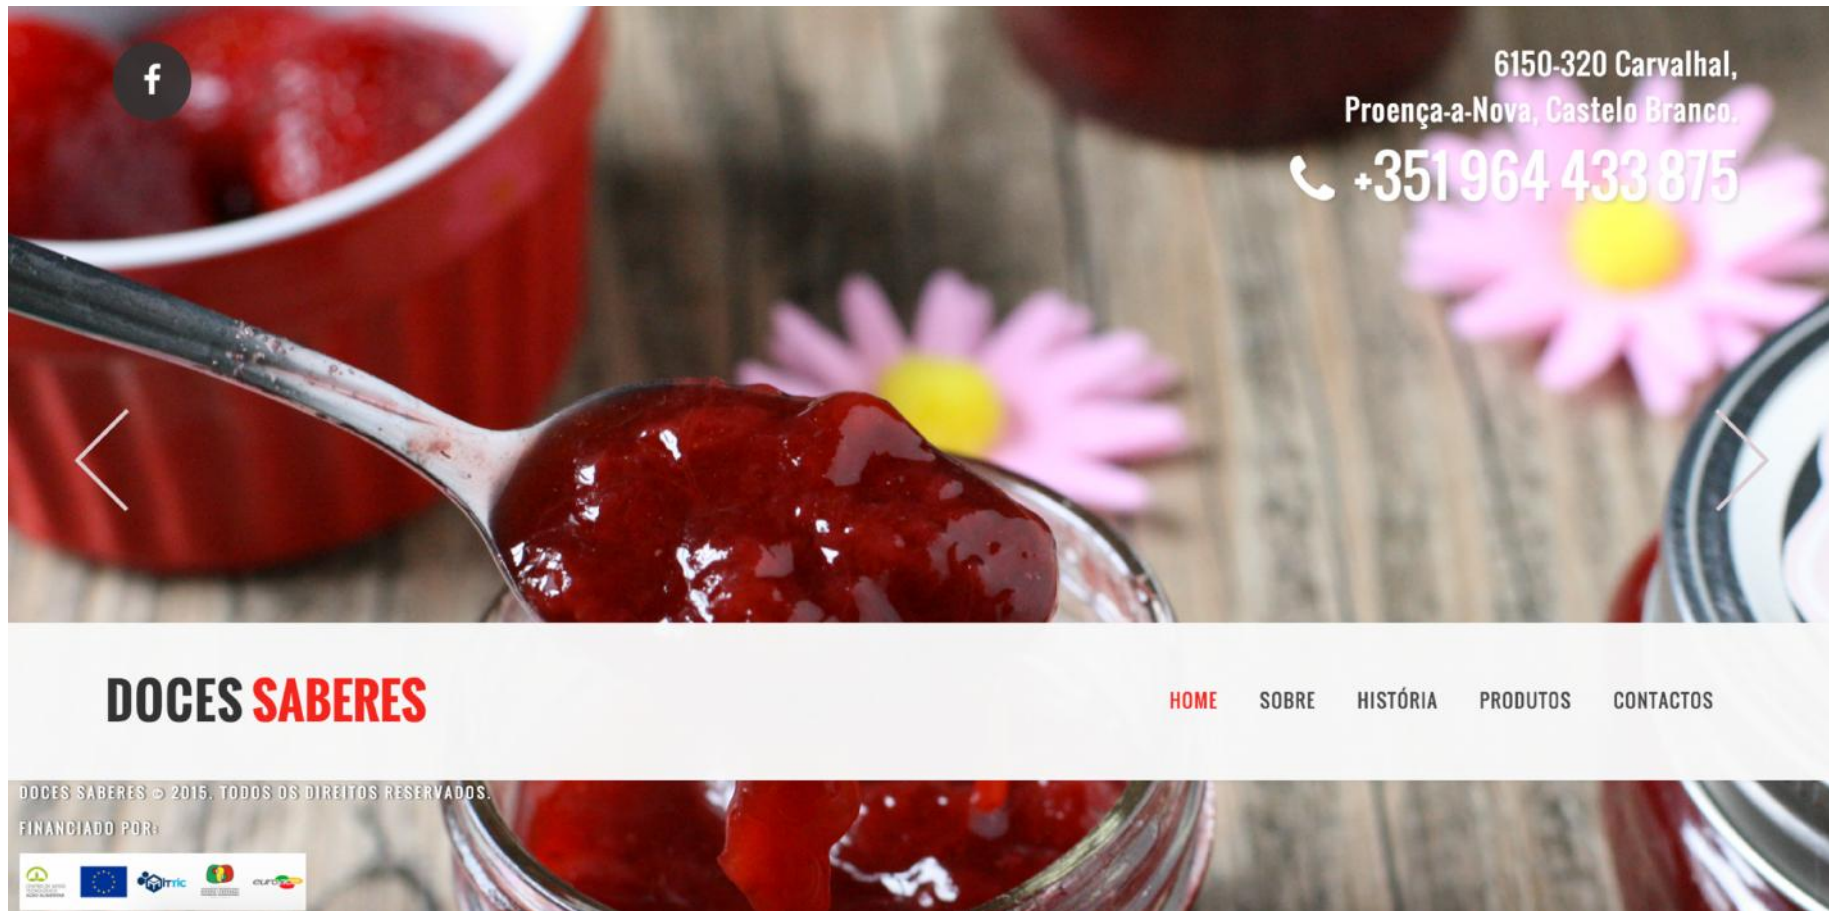 f
6150-320 Carvalhal,
Proença-a-Nova, Castelo Branco.
+351 964 433 875
DOCES SABERES
HOME SOBRE HISTÓRIA PRODUTOS CONTACTOS
DOCES SABERES © 2015. TODOS OS DIREITOS RESERVADOS.
FINANCIADO POR: